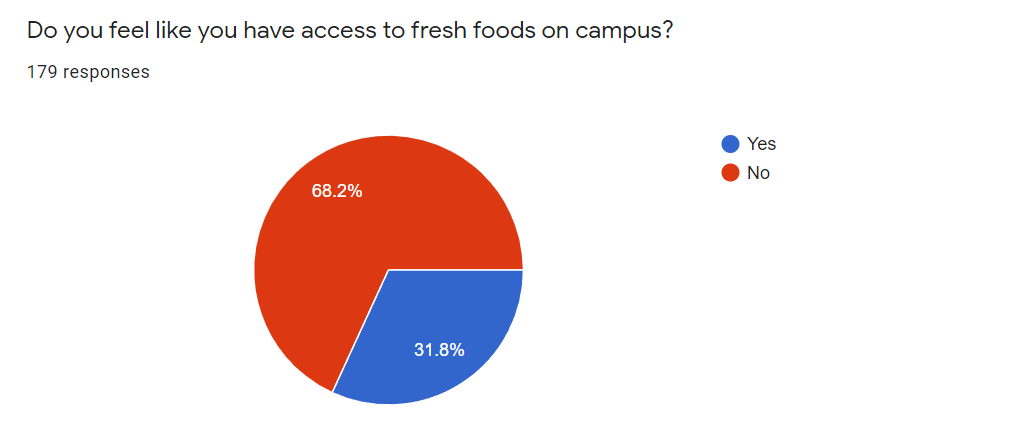 Do you feel like you have access to fresh foods on campus?
179 responses
Yes
No
68.2%
31.8%